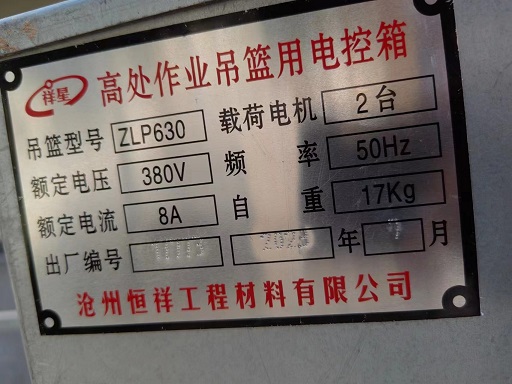 祥星 高处作业吊篮用电控箱
吊篮型号 ZLP630 载荷电机 2台
额定电压 380V 频率 50Hz
额定电流 8A 自重 17Kg
出厂编号 年 月
沧州恒祥工程材料有限公司